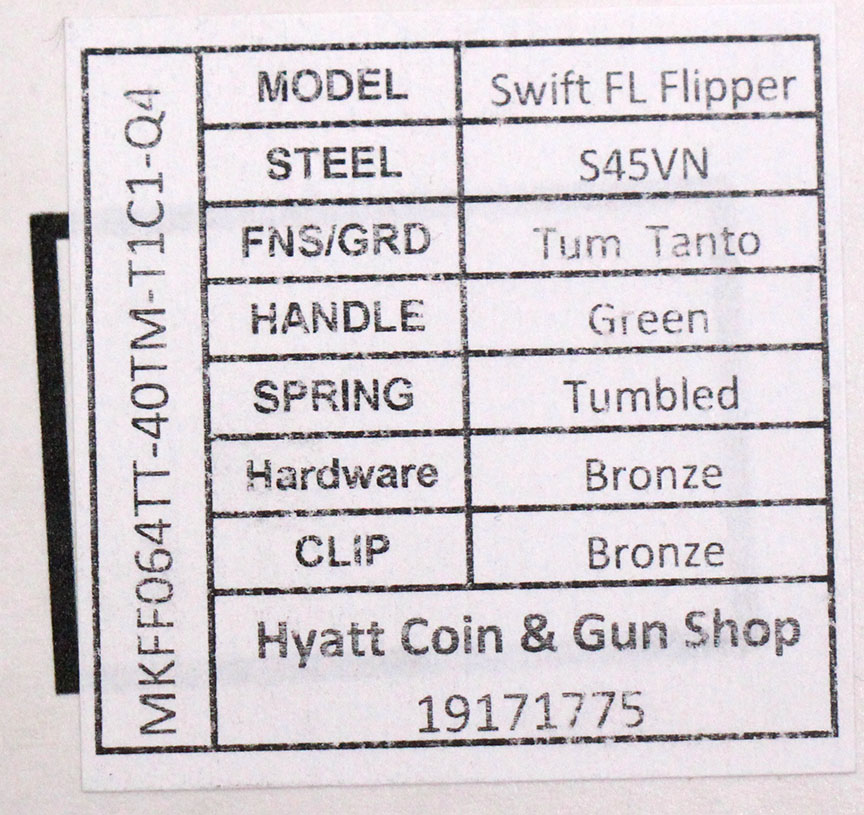 MKFF064TT-40TM-T1C1-Q4
MODEL Swift FL Flipper
STEEL S45VN
FNS/GRD Tum Tanto
HANDLE Green
SPRING Tumbled
Hardware Bronze
CLIP Bronze
Hyatt Coin & Gun Shop
19171775